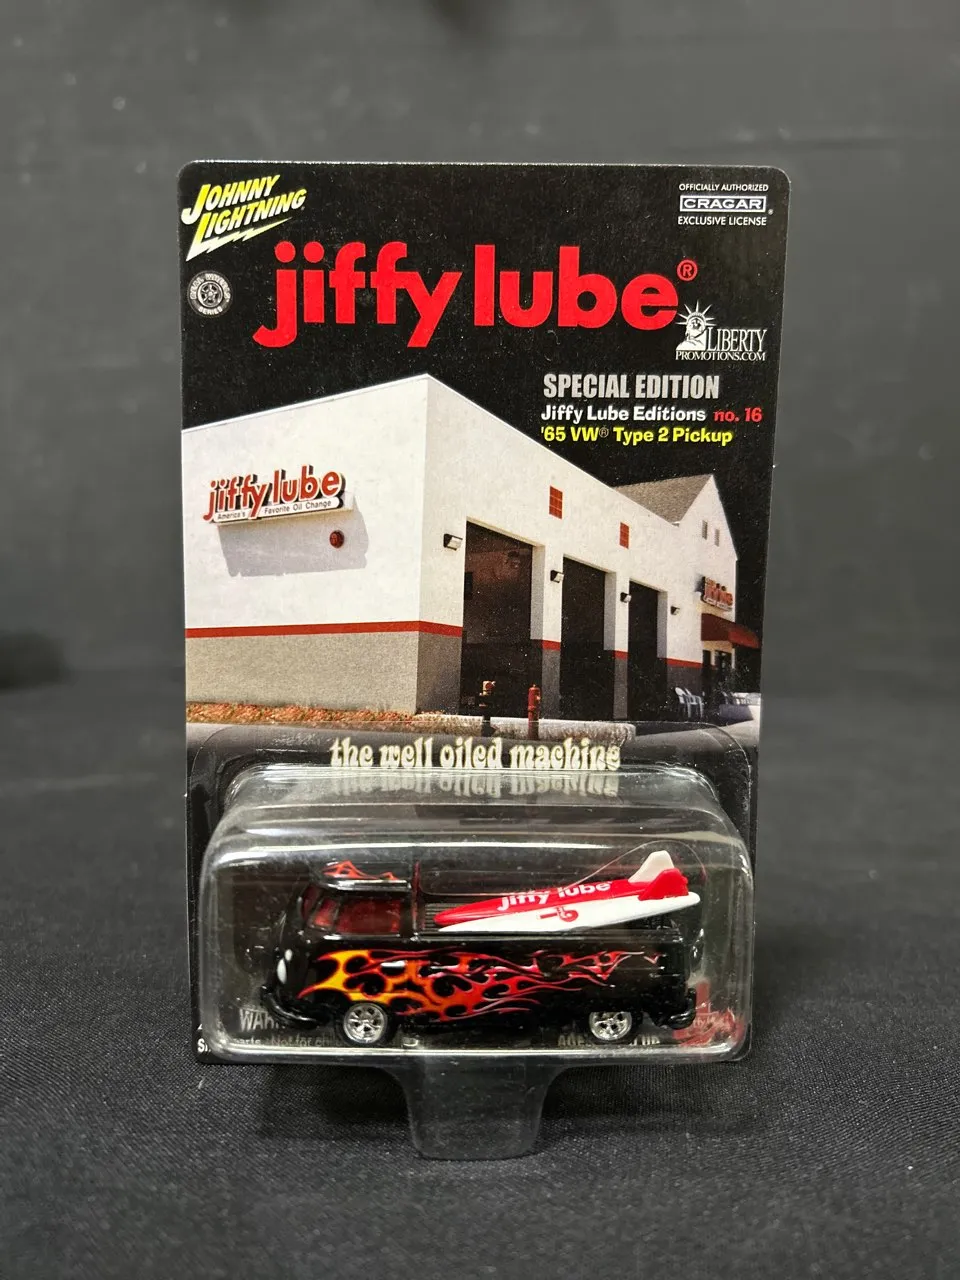 JOHNNY
LIGHTNING
OFFICIALLY AUTHORIZED
CRAGAR®
EXCLUSIVE LICENSE
jiffy lube®
SERIES
LIBERTY
PROMOTIONS.COM
SPECIAL EDITION
Jiffy Lube Editions no. 16
'65 VW® Type 2 Pickup
jiffy lube
America's Favorite Oil Change
the well oiled machine
jiffy lube